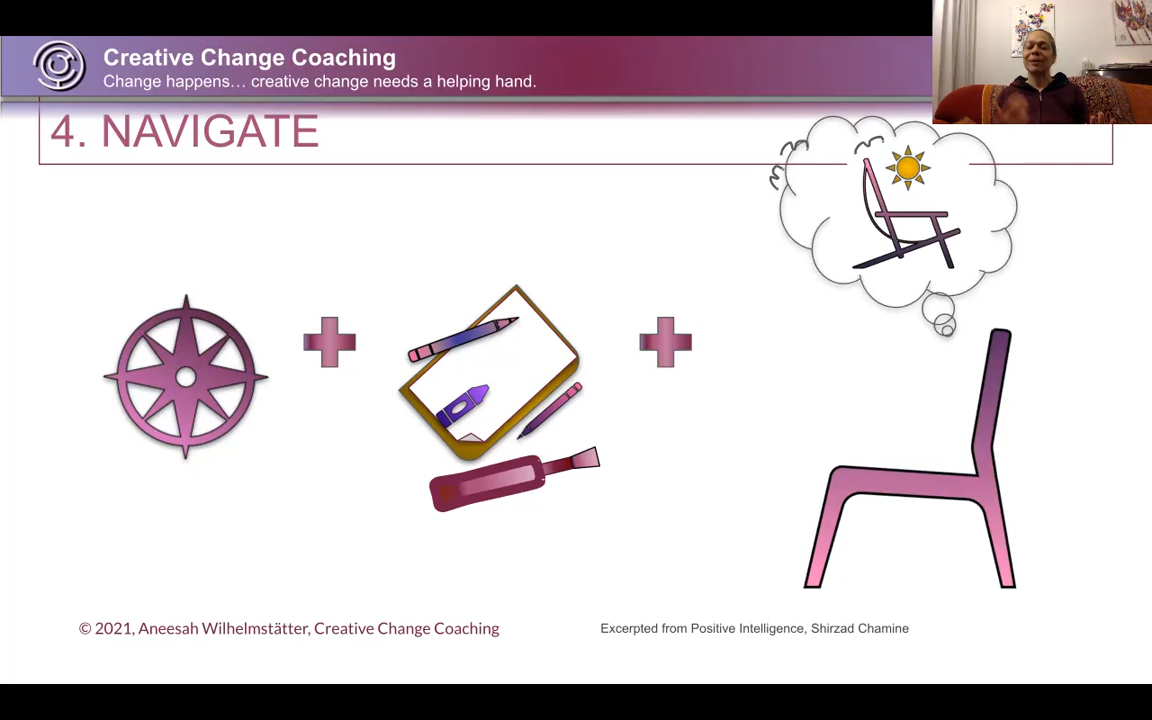 Creative Change Coaching
Change happens… creative change needs a helping hand.
4. NAVIGATE
© 2021, Aneesah Wilhelmstätter, Creative Change Coaching
Excerpted from Positive Intelligence, Shirzad Chamine